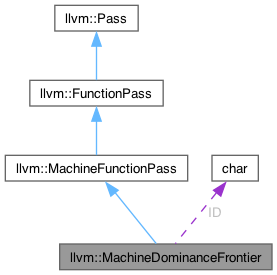 llvm::Pass
llvm::FunctionPass
llvm::MachineFunctionPass
char
ID
llvm::MachineDominanceFrontier